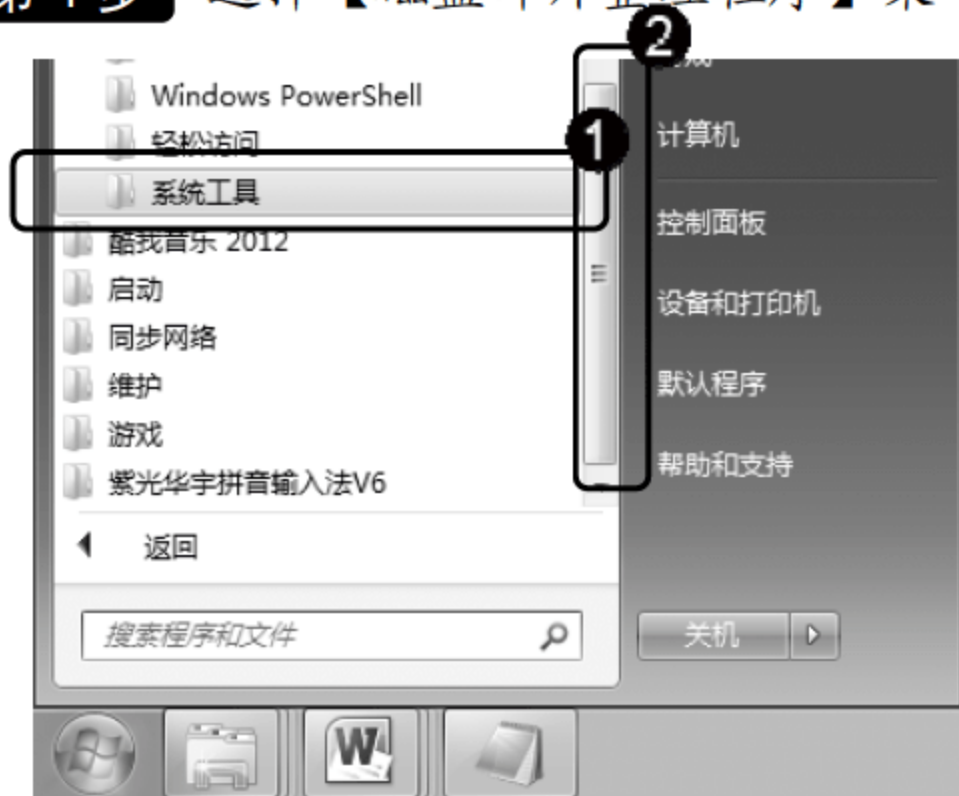 2
Windows PowerShell
轻松访问
1
系统工具
酷我音乐 2012
启动
同步网络
维护
游戏
紫光华宇拼音输入法V6
返回
搜索程序和文件
计算机
控制面板
设备和打印机
默认程序
帮助和支持
关机
W